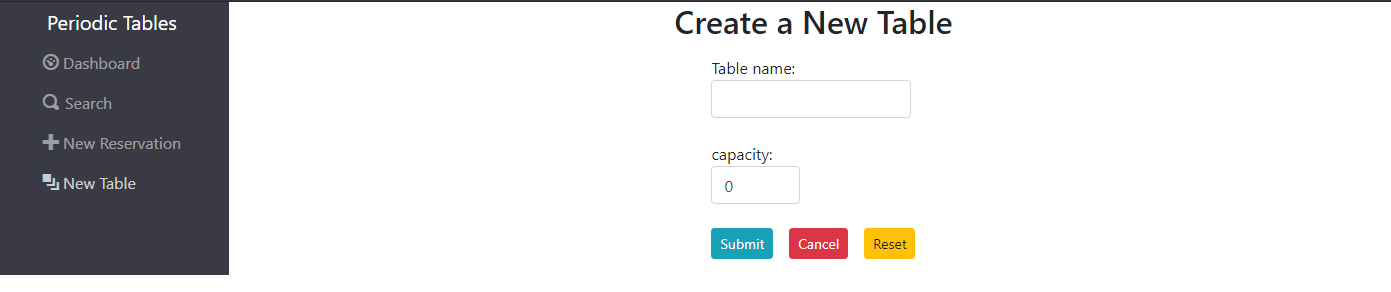 Periodic Tables
Dashboard
Search
New Reservation
New Table
Create a New Table
Table name:
capacity:
0
Submit Cancel Reset